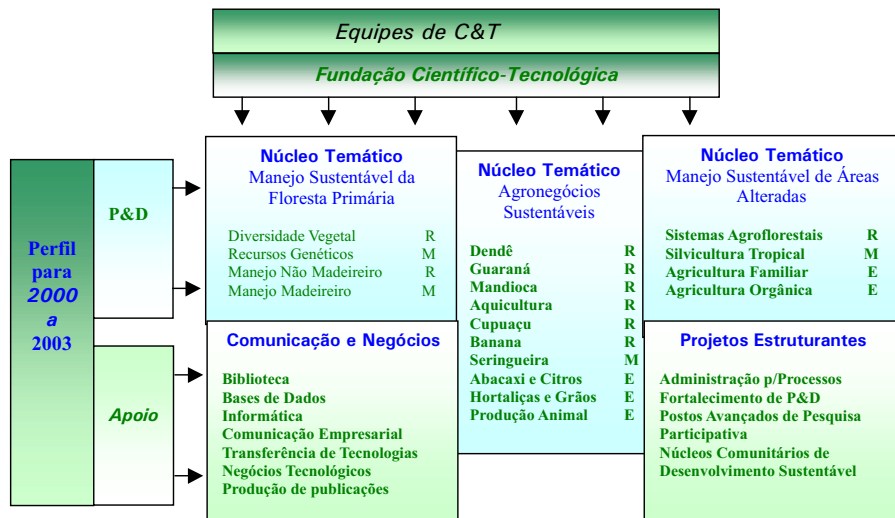 Equipes de C&T
Fundação Científico-Tecnológica
Perfil
para
2000
a
2003
P&D
Apoio
Núcleo Temático
Manejo Sustentável da
Floresta Primária
Diversidade Vegetal R
Recursos Genéticos M
Manejo Não Madeireiro R
Manejo Madeireiro M
Núcleo Temático
Agronegócios
Sustentáveis
Dendê R
Guaraná R
Mandioca R
Aquicultura R
Cupuaçu R
Banana R
Seringueira M
Abacaxi e Citros E
Hortaliças e Grãos E
Produção Animal E
Núcleo Temático
Manejo Sustentável de Áreas
Alteradas
Sistemas Agroflorestais R
Silvicultura Tropical M
Agricultura Familiar E
Agricultura Orgânica E
Comunicação e Negócios
Biblioteca
Bases de Dados
Informática
Comunicação Empresarial
Transferência de Tecnologias
Negócios Tecnológicos
Produção de publicações
Projetos Estruturantes
Administração p/Processos
Fortalecimento de P&D
Postos Avançados de Pesquisa
Participativa
Núcleos Comunitários de
Desenvolvimento Sustentável